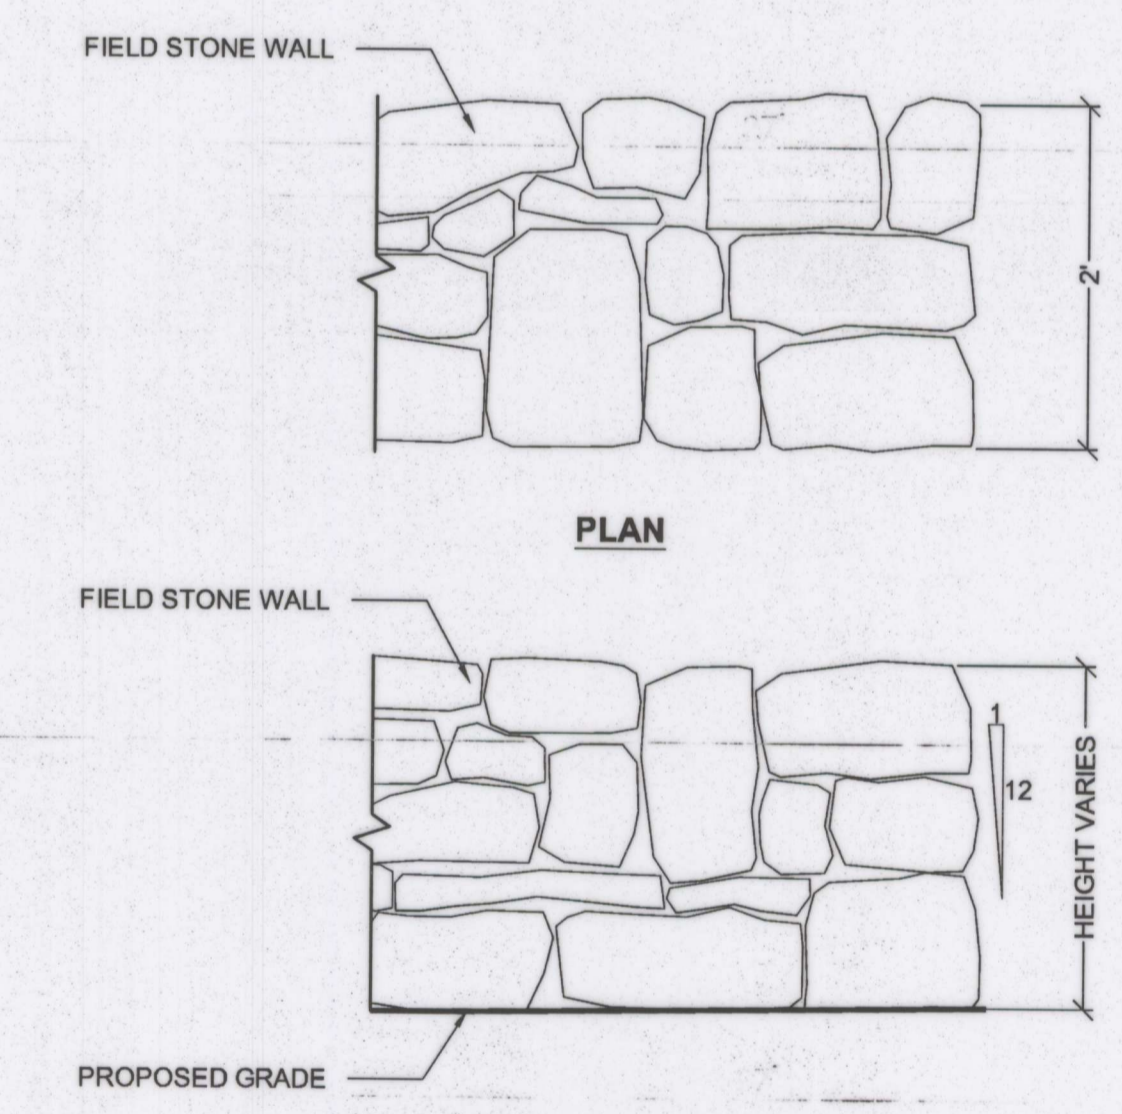 FIELD STONE WALL
2'
PLAN
FIELD STONE WALL
1
12
HEIGHT VARIES
PROPOSED GRADE